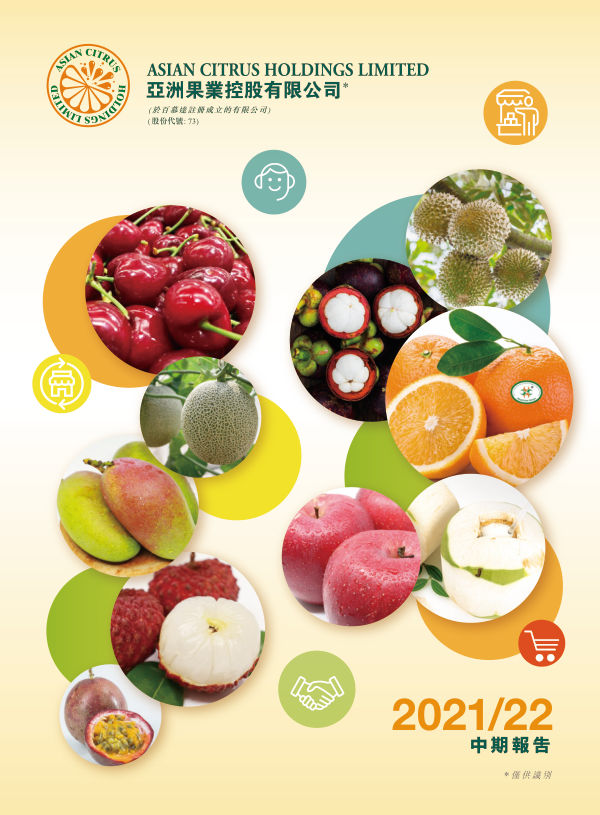 ASIAN CITRUS
HOLDINGS LIMITED
ASIAN CITRUS HOLDINGS LIMITED
亞洲果業控股有限公司*
(於百慕達註冊成立的有限公司)
(股份代號: 73)
2021/22
中期報告
* 僅供識別